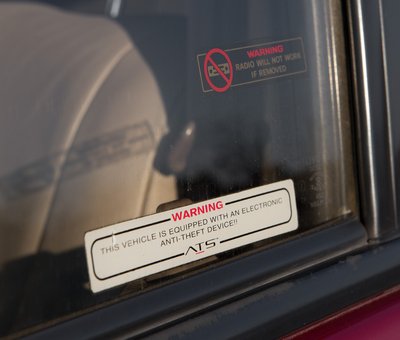 WARNING
RADIO WILL NOT WORK
IF REMOVED
WARNING
THIS VEHICLE IS EQUIPPED WITH AN ELECTRONIC
ANTI-THEFT DEVICE!!
ATS